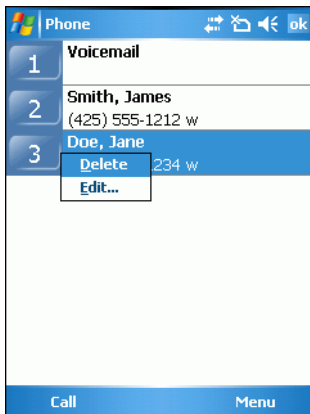 Phone ok
1 Voicemail
2 Smith, James
(425) 555-1212 w
3 Doe, Jane
Delete 234 w
Edit...
Call Menu